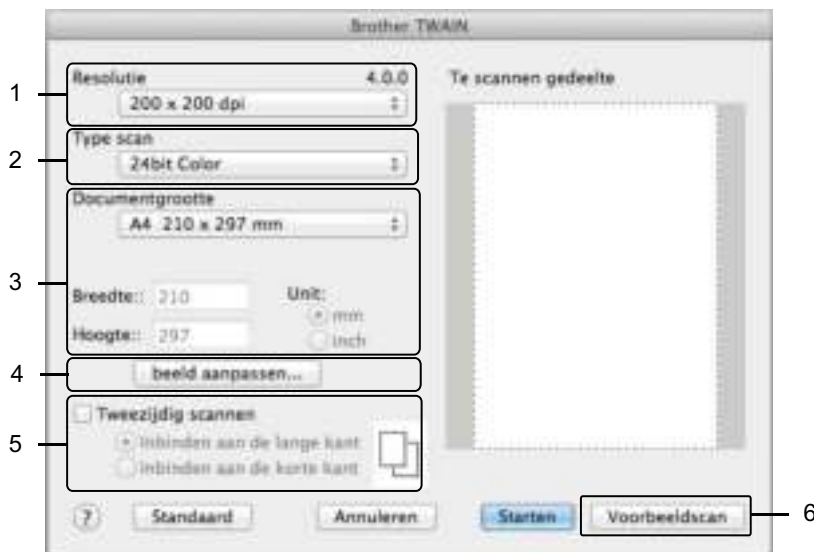 Brother TWAIN
1
Resolutie 4.0.0
200 x 200 dpi
2
Type scan
24bit Color
3
Documentgrootte
A4 210 x 297 mm
Breedte:: 210
Unit:
mm
Hoogte:: 297
inch
4
beeld aanpassen...
5
Tweezijdig scannen
Inbinden aan de lange kant
Inbinden aan de korte kant
Te scannen gedeelte
? Standaard Annuleren Starten Voorbeeldscan
6